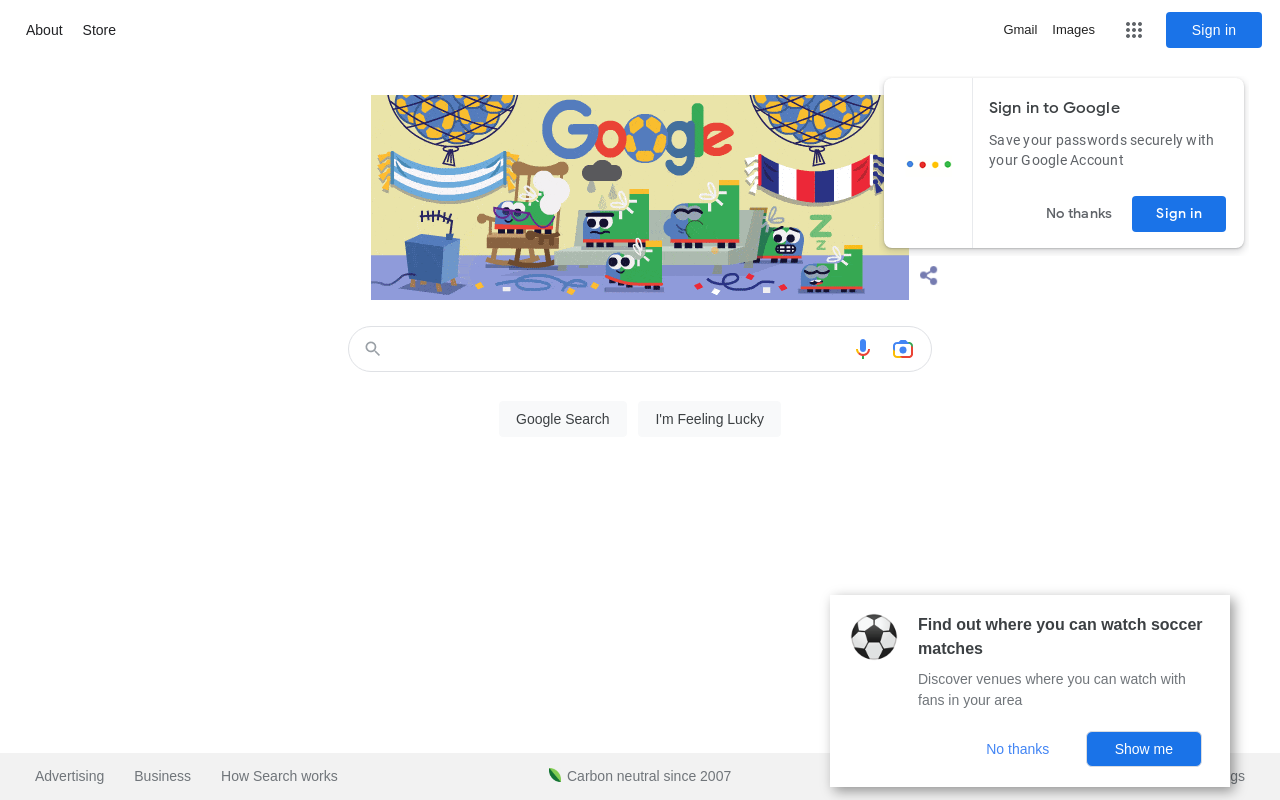 About
Store
Gmail
Images
Sign in
Google
Sign in to Google
Save your passwords securely with
your Google Account
No thanks
Sign in
z
z
Google Search
I'm Feeling Lucky
Find out where you can watch soccer
matches
Discover venues where you can watch with
fans in your area
No thanks
Show me
Advertising
Business
How Search works
Carbon neutral since 2007